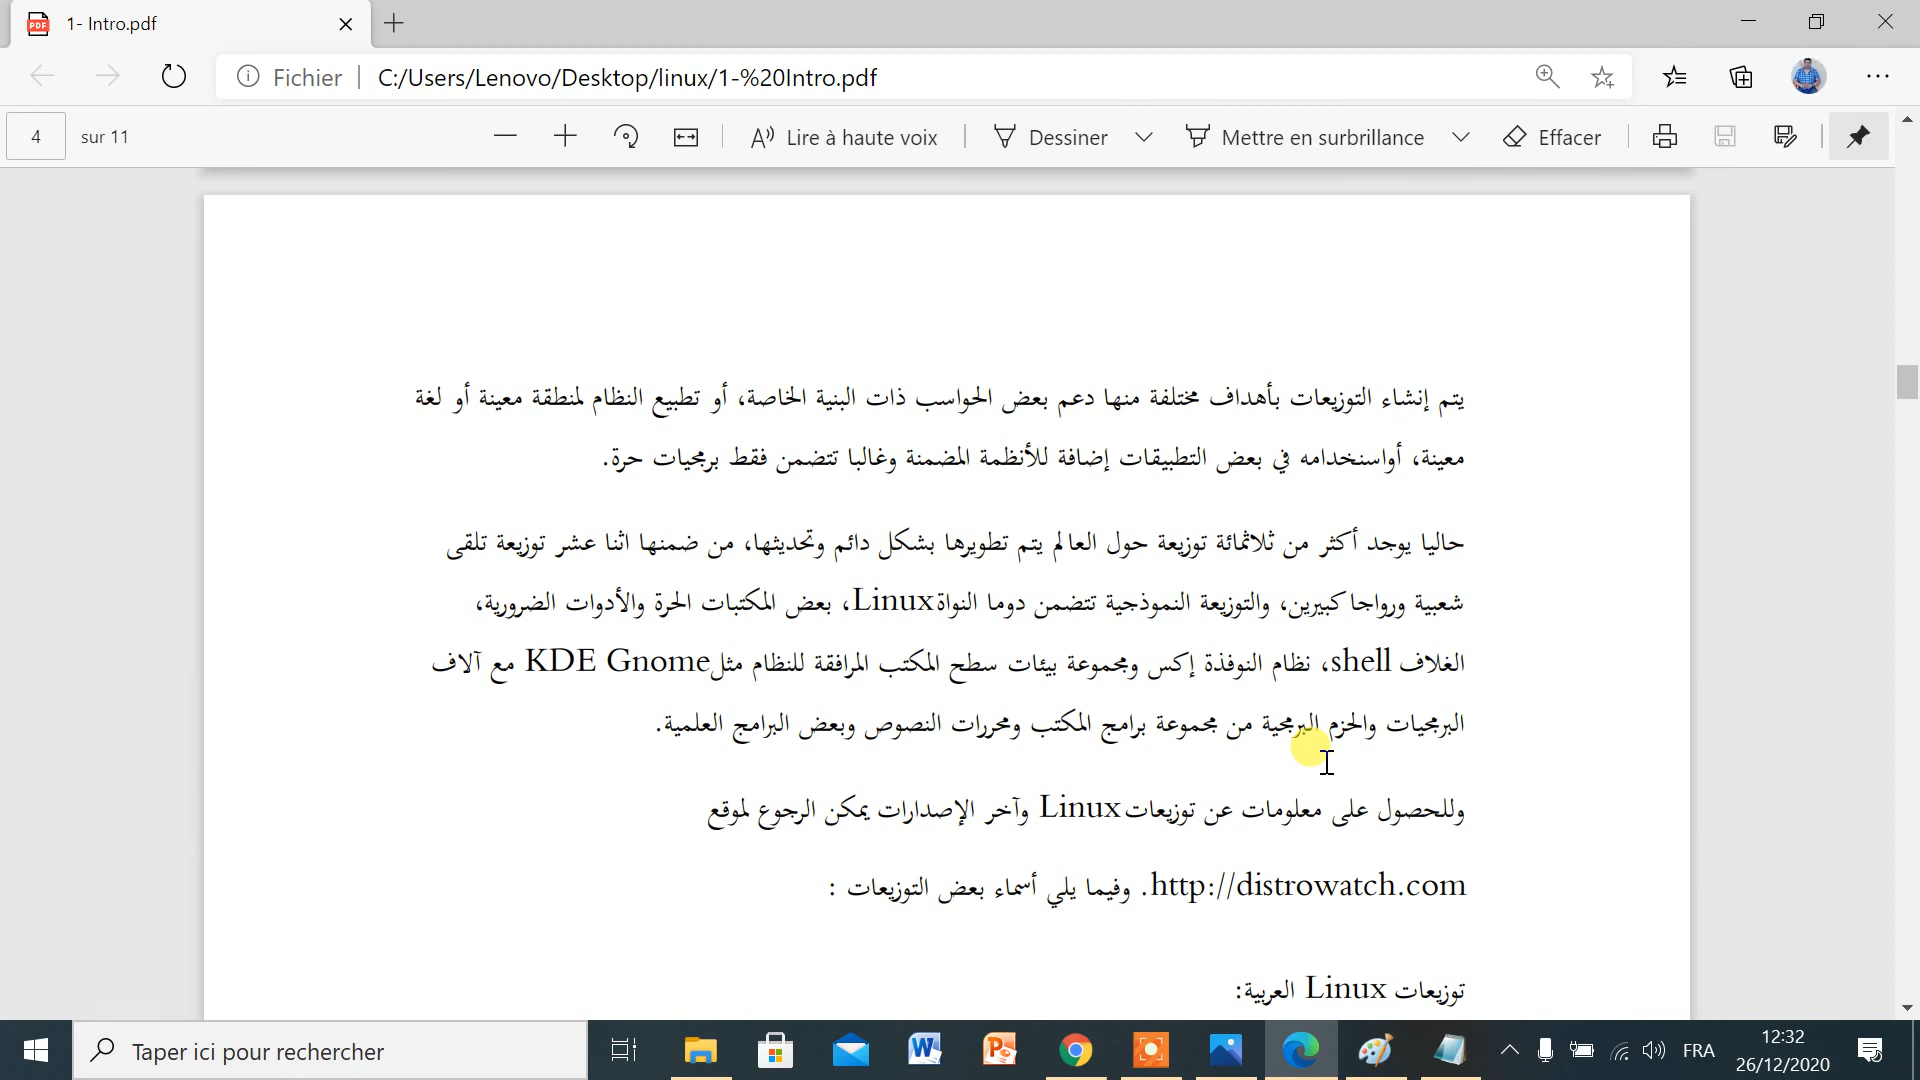 1- Intro.pdf
Fichier
C:/Users/Lenovo/Desktop/linux/1-%20Intro.pdf
4 sur 11
Lire à haute voix
Dessiner
Mettre en surbrillance
Effacer
يتم إنشاء التوزيعات بأهداف مختلفة منها دعم بعض الحواسب ذات البنية الخاصة، أو تطبيع النظام لمنطقة معينة أو لغة
معينة، أواسنخدامه في بعض التطبيقات إضافة للأنظمة المضمنة وغالبا تتضمن فقط برمجيات حرة.
حاليا يوجد أكثر من ثلاثمائة توزيعة حول العالم يتم تطويرها بشكل دائم وتحديثها، من ضمنها اثنا عشر توزيعة تلقى
شعبية ورواجا كبيرين، والتوزيعة النموذجية تتضمن دوما النواة Linux، بعض المكتبات الحرة والأدوات الضرورية،
الغلاف shell، نظام النوفذة إكس ومجموعة بيئات سطح المكتب المرافقة للنظام مثل KDE Gnome مع آلاف
البرمجيات والحزم البرمجية من مجموعة برامج المكتب ومحررات النصوص وبعض البرامج العلمية.
وللحصول على معلومات عن توزيعات Linux وآخر الإصدارات يمكن الرجوع لموقع
http://distrowatch.com. وفيما يلي أسماء بعض التوزيعات :
توزيعات Linux العربية:
Taper ici pour rechercher
FRA
12:32
26/12/2020